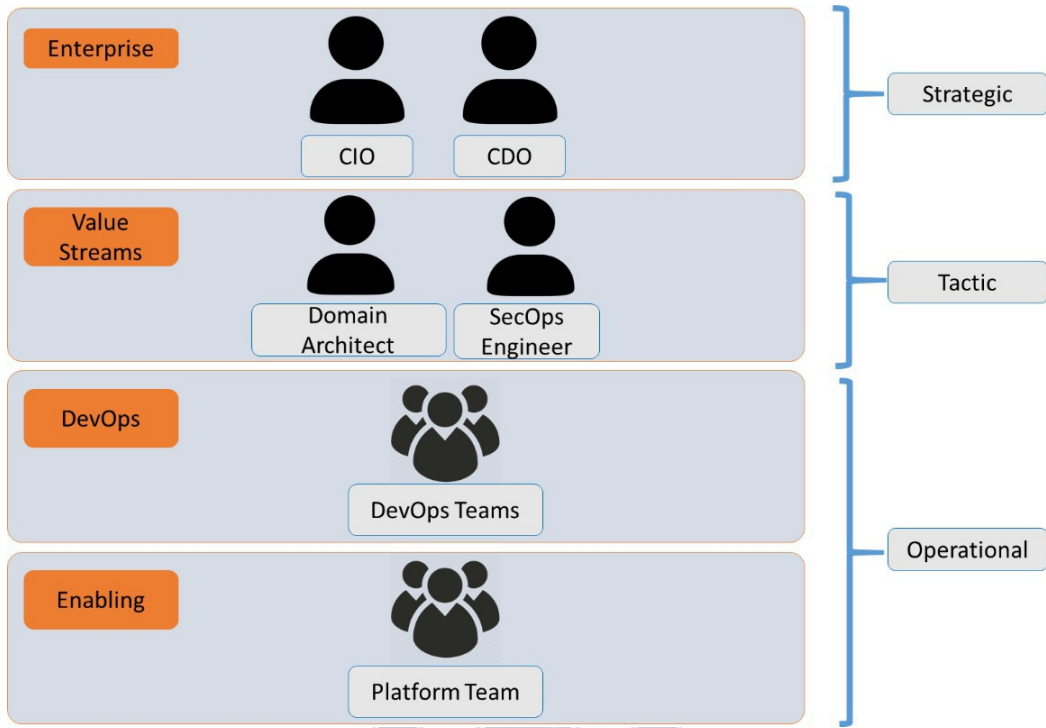 Enterprise
CIO
CDO
Strategic
Value
Streams
Domain
Architect
SecOps
Engineer
Tactic
DevOps
DevOps Teams
Operational
Enabling
Platform Team